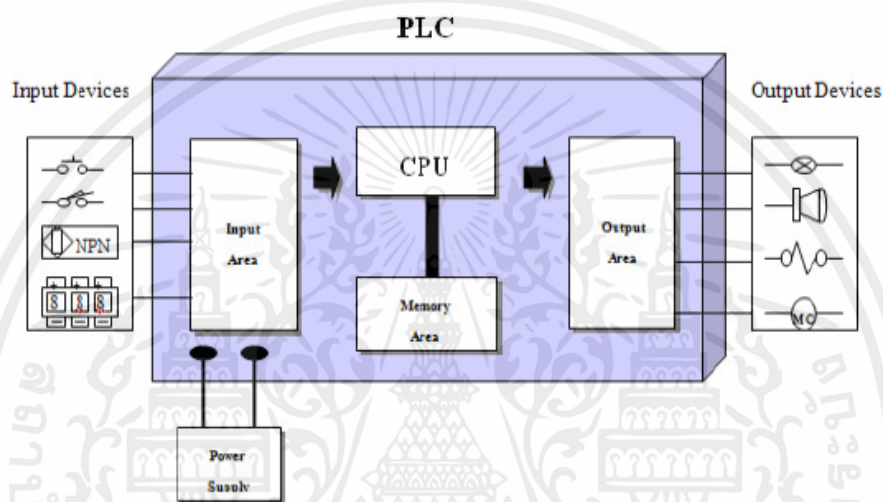 PLC
Input Devices
Output Devices
CPU
Input
Area
Output
Area
NPN
Memory
Area
MC
Power
Supply